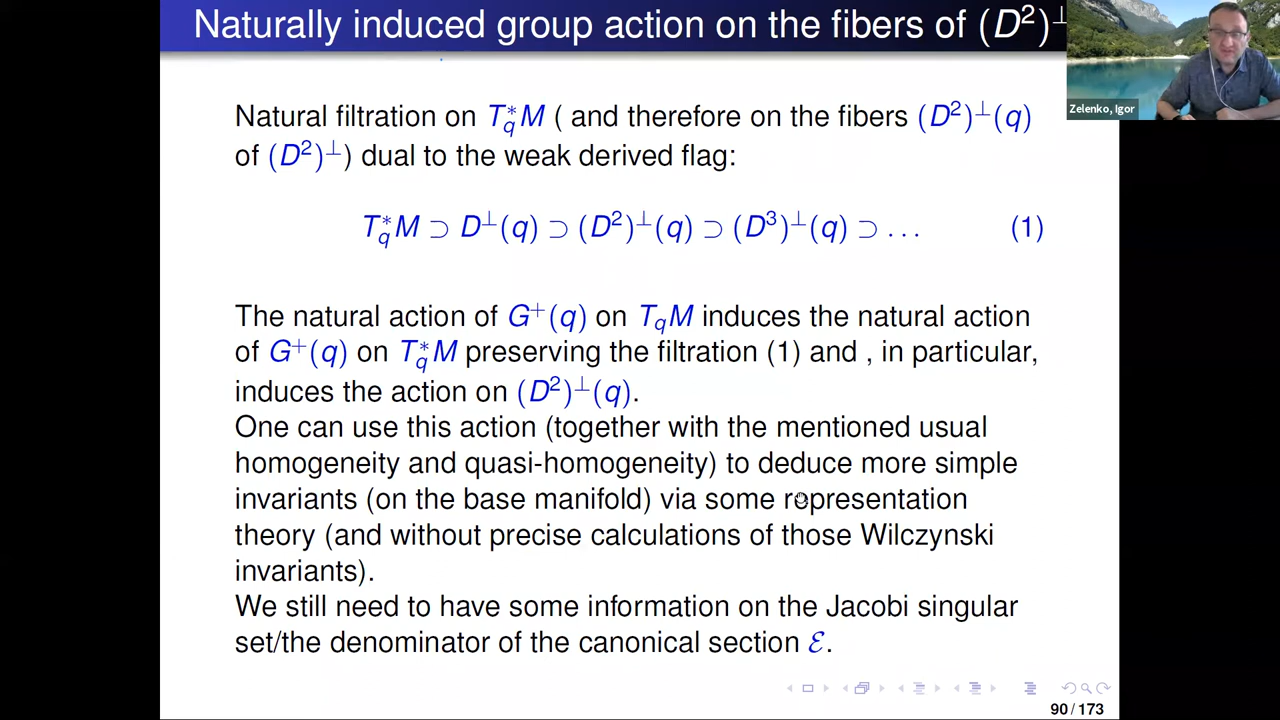 Naturally induced group action on the fibers of (D²)⊥
Zelenko, Igor
Natural filtration on T*qM ( and therefore on the fibers (D²)⊥(q)
of (D²)⊥) dual to the weak derived flag:
T*qM ⊃ D⊥(q) ⊃ (D²)⊥(q) ⊃ (D³)⊥(q) ⊃ ... (1)
The natural action of G⁺(q) on TqM induces the natural action
of G⁺(q) on T*qM preserving the filtration (1) and , in particular,
induces the action on (D²)⊥(q).
One can use this action (together with the mentioned usual
homogeneity and quasi-homogeneity) to deduce more simple
invariants (on the base manifold) via some representation
theory (and without precise calculations of those Wilczynski
invariants).
We still need to have some information on the Jacobi singular
set/the denominator of the canonical section ℰ.
90 / 173